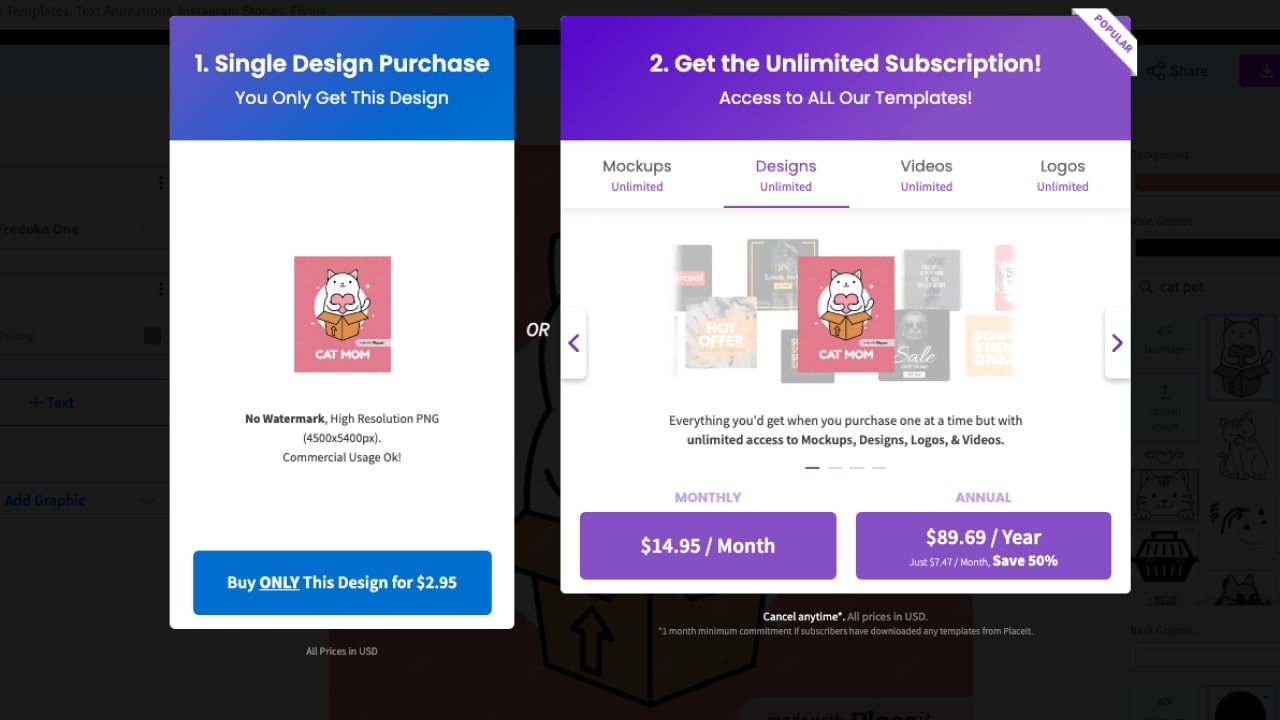 Templates, Text Animations, Instagram Stories, Flyers...
1. Single Design Purchase
You Only Get This Design
CAT MOM
No Watermark, High Resolution PNG
(4500x5400px).
Commercial Usage Ok!
Buy ONLY This Design for $2.95
All Prices in USD
OR
POPULAR
2. Get the Unlimited Subscription!
Access to ALL Our Templates!
Mockups
Unlimited
Designs
Unlimited
Videos
Unlimited
Logos
Unlimited
HOT
OFFER
Sale
CAT MOM
Everything you'd get when you purchase one at a time but with
unlimited access to Mockups, Designs, Logos, & Videos.
MONTHLY
$14.95 / Month
ANNUAL
$89.69 / Year
Just $7.47 / Month, Save 50%
Cancel anytime*. All prices in USD.
*1 month minimum commitment if subscribers have downloaded any templates from Placeit.
Fredoka One
+ Text
Add Graphic
Share
Background
Main Graphic
cat pet
No Image
Upload
Image
Back Graphic
made with Placeit